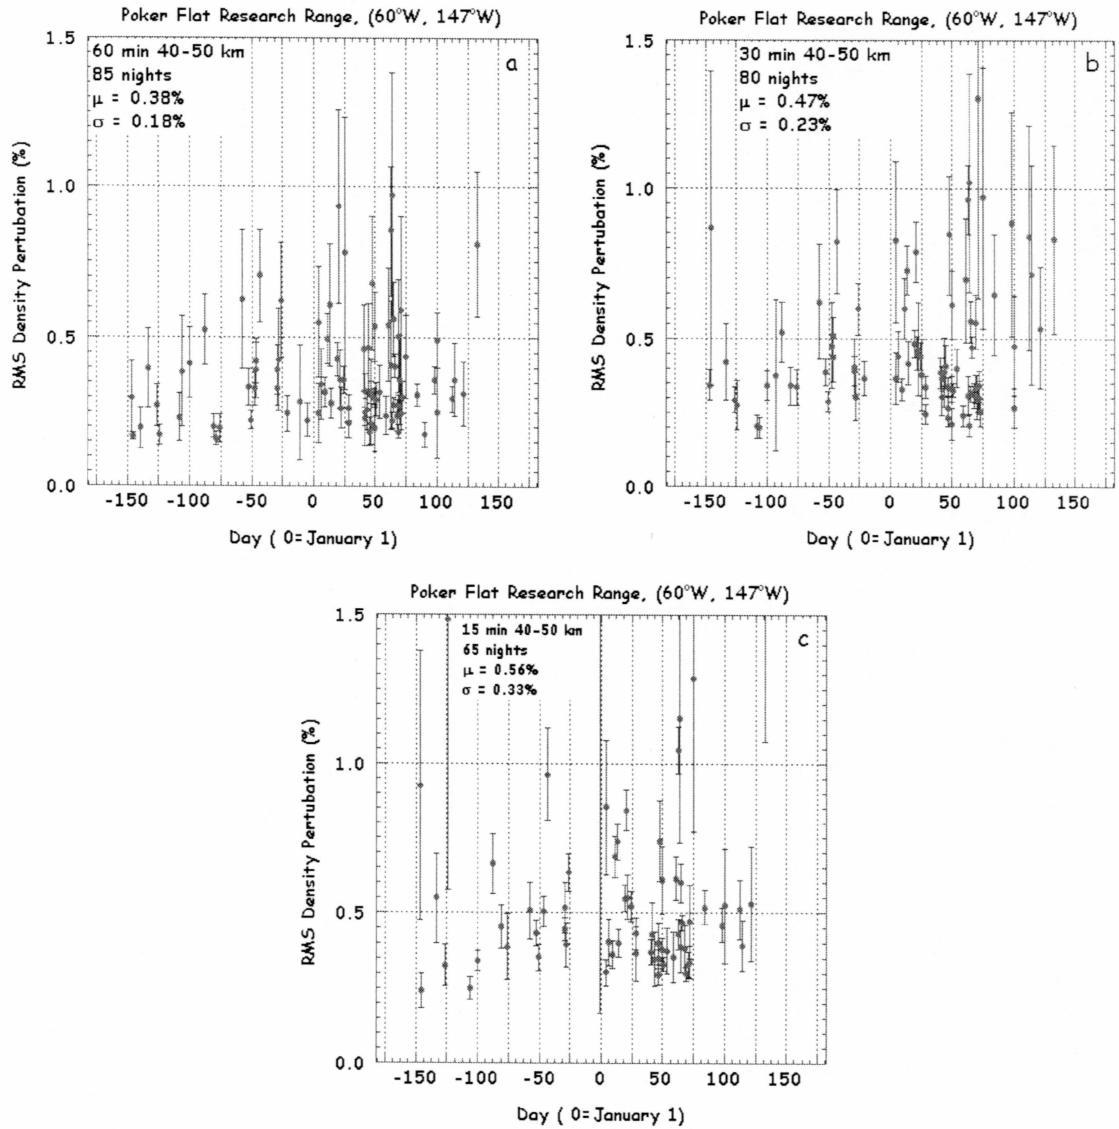 Poker Flat Research Range, (60°W, 147°W)
60 min 40-50 km
85 nights
μ = 0.38%
σ = 0.18%
a
1.5
1.0
0.5
0.0
RMS Density Pertubation (%)
-150 -100 -50 0 50 100 150
Day ( 0=January 1)
Poker Flat Research Range, (60°W, 147°W)
30 min 40-50 km
80 nights
μ = 0.47%
σ = 0.23%
b
1.5
1.0
0.5
0.0
RMS Density Pertubation (%)
-150 -100 -50 0 50 100 150
Day ( 0=January 1)
Poker Flat Research Range, (60°W, 147°W)
15 min 40-50 km
65 nights
μ = 0.56%
σ = 0.33%
c
1.5
1.0
0.5
0.0
RMS Density Pertubation (%)
-150 -100 -50 0 50 100 150
Day ( 0=January 1)